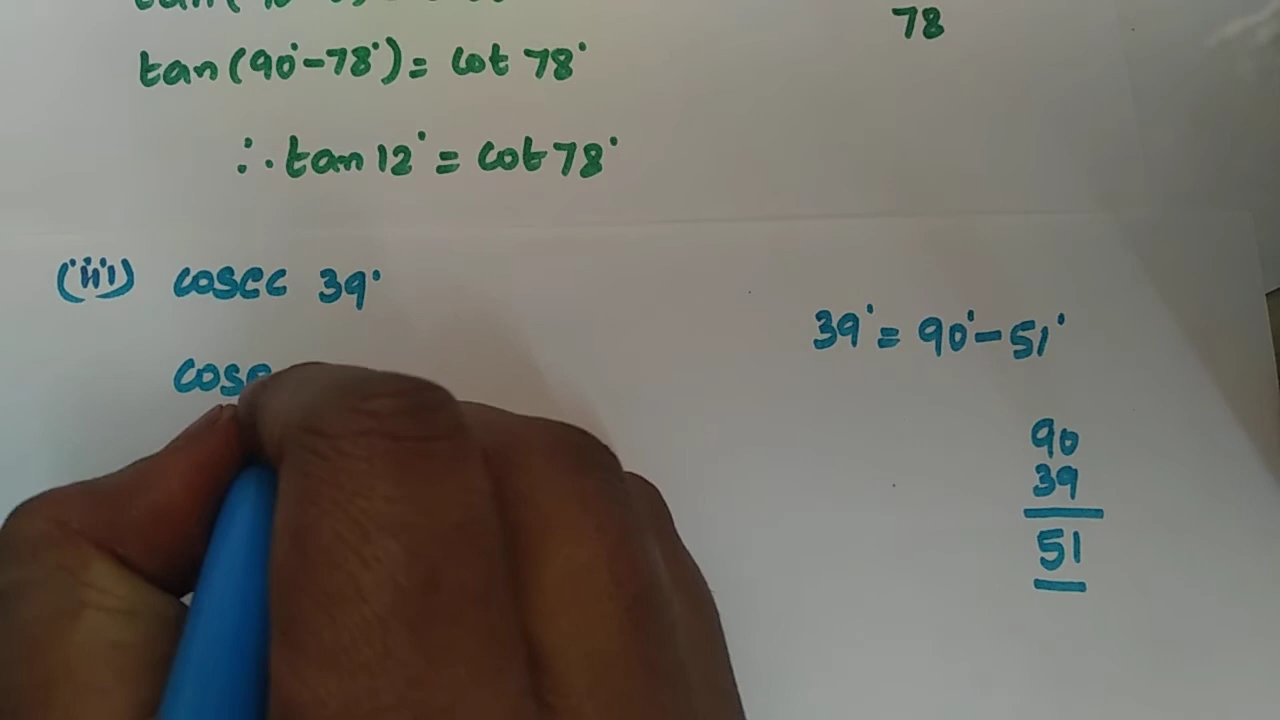 78
tan(90°-78°) = cot 78°
∴ tan 12° = cot 78°
(iii) cosec 39°
39° = 90° - 51°
90
39
51